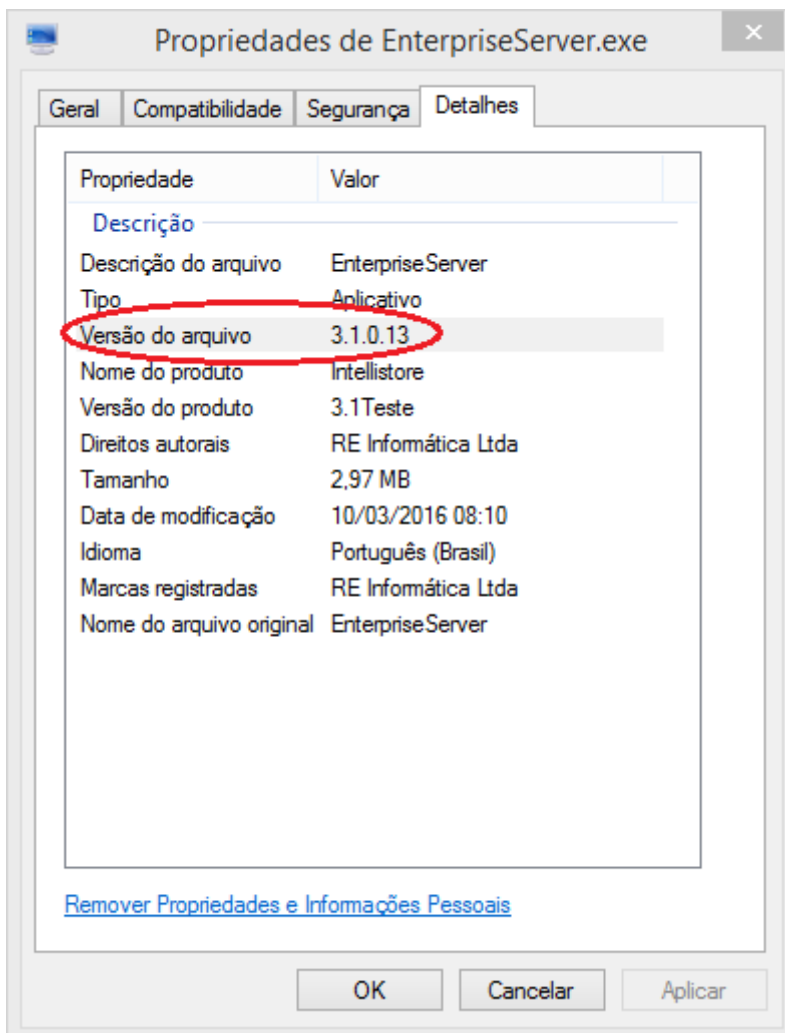 Propriedades de EnterpriseServer.exe
Geral Compatibilidade Segurança Detalhes
Propriedade Valor
Descrição
Descrição do arquivo EnterpriseServer
Tipo Aplicativo
Versão do arquivo 3.1.0.13
Nome do produto Intellistore
Versão do produto 3.1Teste
Direitos autorais RE Informática Ltda
Tamanho 2,97 MB
Data de modificação 10/03/2016 08:10
Idioma Português (Brasil)
Marcas registradas RE Informática Ltda
Nome do arquivo original EnterpriseServer
Remover Propriedades e Informações Pessoais
OK Cancelar Aplicar